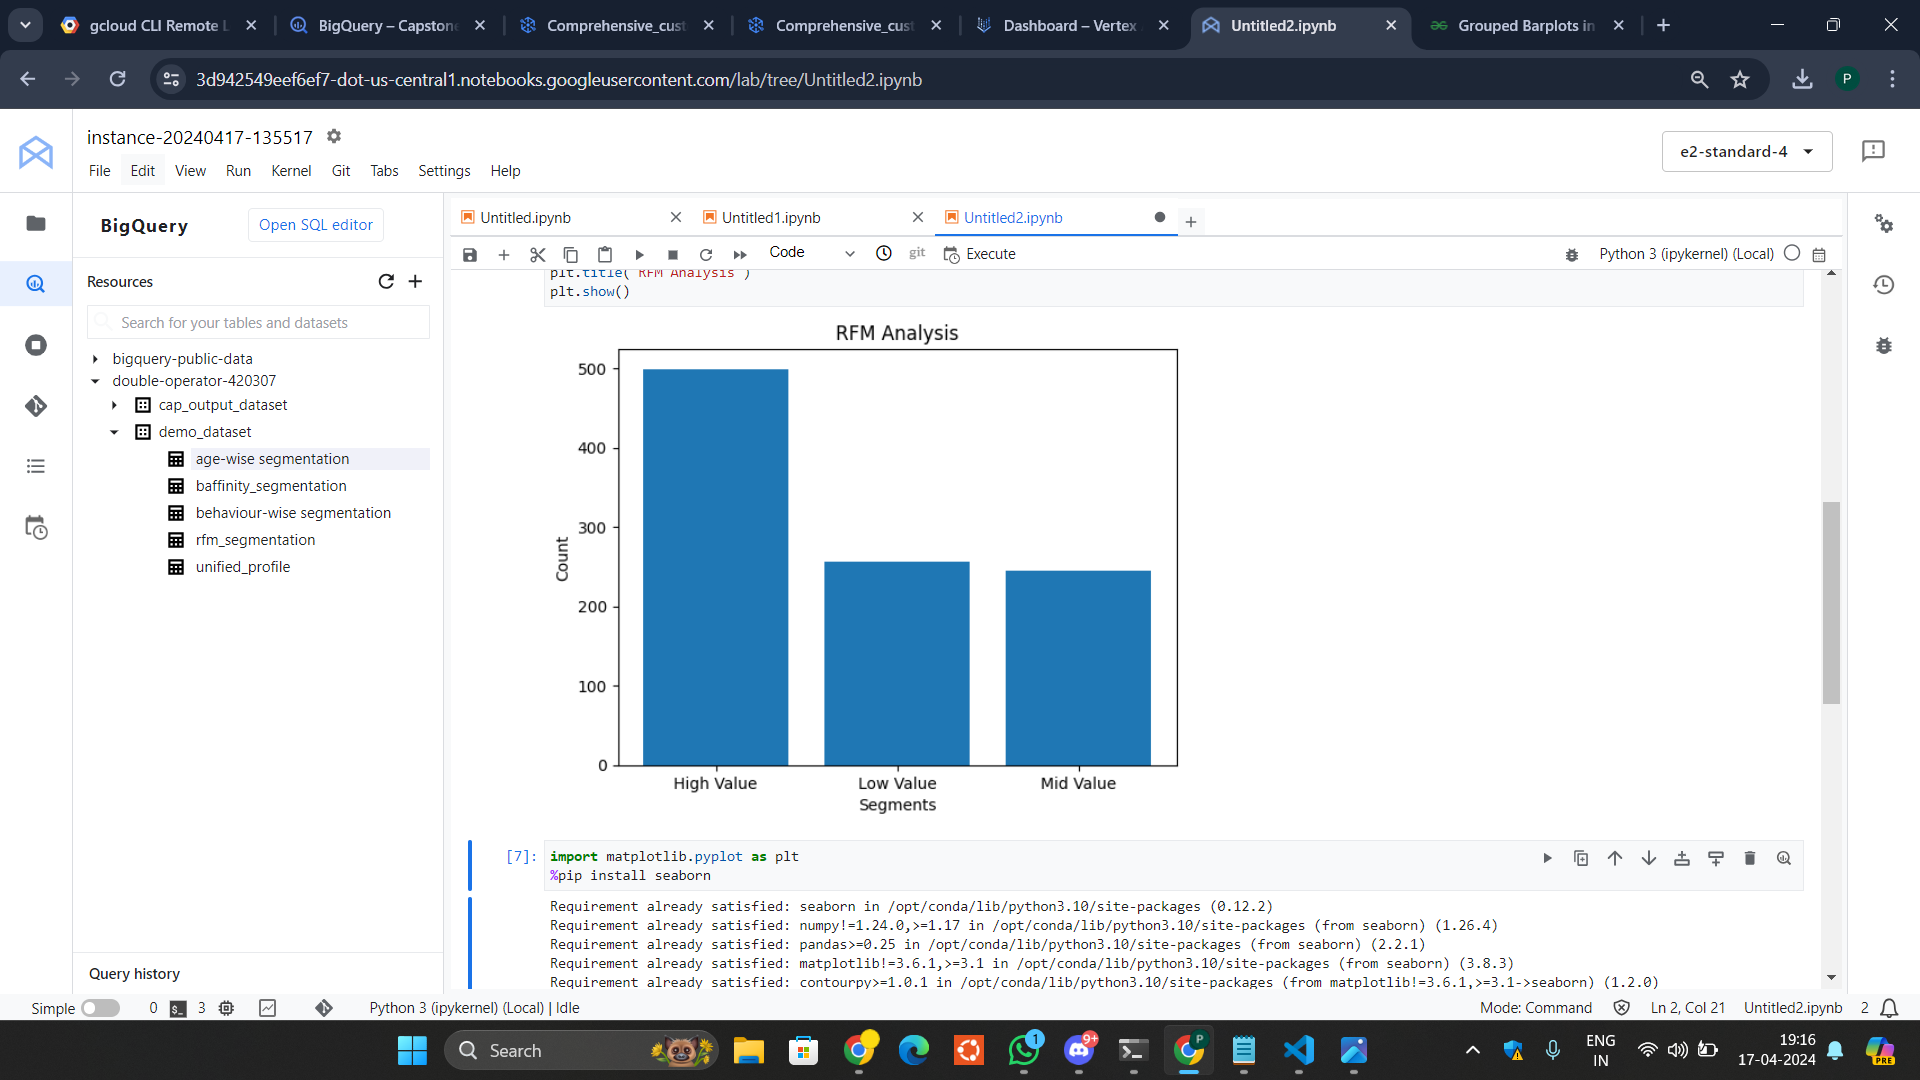 gcloud CLI Remote L
BigQuery – Capstone
Comprehensive_cust
Comprehensive_cust
Dashboard – Vertex
Untitled2.ipynb
Grouped Barplots in
3d942549eef6ef7-dot-us-central1.notebooks.googleusercontent.com/lab/tree/Untitled2.ipynb
P
instance-20240417-135517
e2-standard-4
File Edit View Run Kernel Git Tabs Settings Help
BigQuery
Open SQL editor
Untitled.ipynb
Untitled1.ipynb
Untitled2.ipynb
Code
git
Execute
Python 3 (ipykernel) (Local)
Resources
Search for your tables and datasets
bigquery-public-data
double-operator-420307
cap_output_dataset
demo_dataset
age-wise segmentation
baffinity_segmentation
behaviour-wise segmentation
rfm_segmentation
unified_profile
Query history
plt.title('RFM Analysis')
plt.show()
RFM Analysis
500
400
300
200
100
0
Count
High Value
Low Value
Mid Value
Segments
[7]:
import matplotlib.pyplot as plt
%pip install seaborn
Requirement already satisfied: seaborn in /opt/conda/lib/python3.10/site-packages (0.12.2)
Requirement already satisfied: numpy!=1.24.0,>=1.17 in /opt/conda/lib/python3.10/site-packages (from seaborn) (1.26.4)
Requirement already satisfied: pandas>=0.25 in /opt/conda/lib/python3.10/site-packages (from seaborn) (2.2.1)
Requirement already satisfied: matplotlib!=3.6.1,>=3.1 in /opt/conda/lib/python3.10/site-packages (from seaborn) (3.8.3)
Requirement already satisfied: contourpy>=1.0.1 in /opt/conda/lib/python3.10/site-packages (from matplotlib!=3.6.1,>=3.1->seaborn) (1.2.0)
Simple
0
3
Python 3 (ipykernel) (Local) | Idle
Mode: Command
Ln 2, Col 21
Untitled2.ipynb
2
Search
1
9+
P
ENG
IN
19:16
17-04-2024
PRE